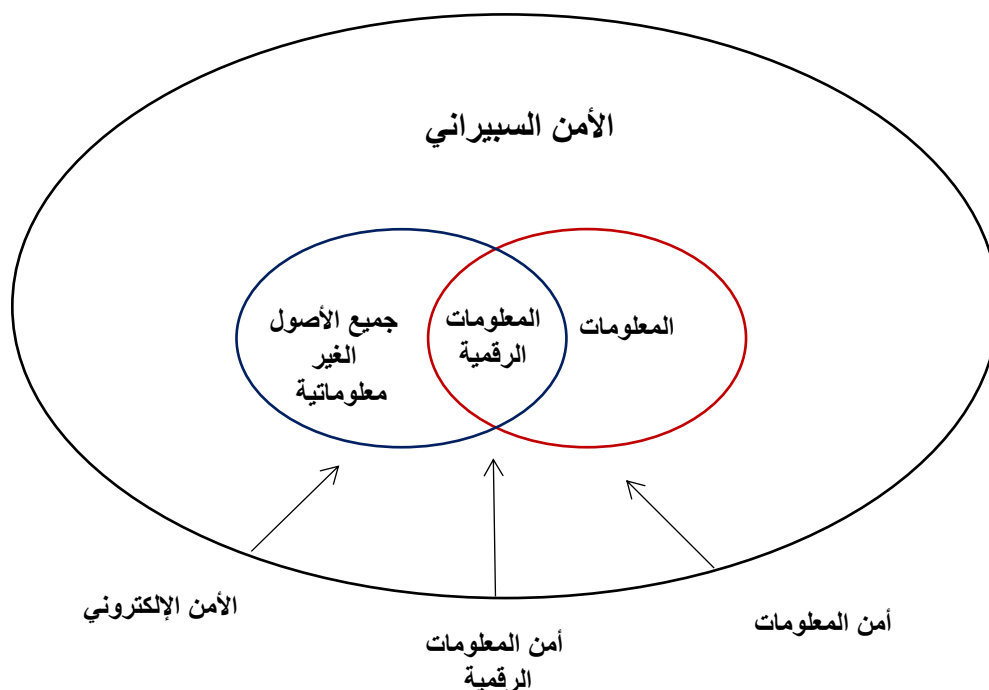 الأمن السبيراني
المعلومات
المعلومات
الرقمية
جميع الأصول
الغير
معلوماتية
أمن المعلومات
أمن المعلومات
الرقمية
الأمن الإلكتروني